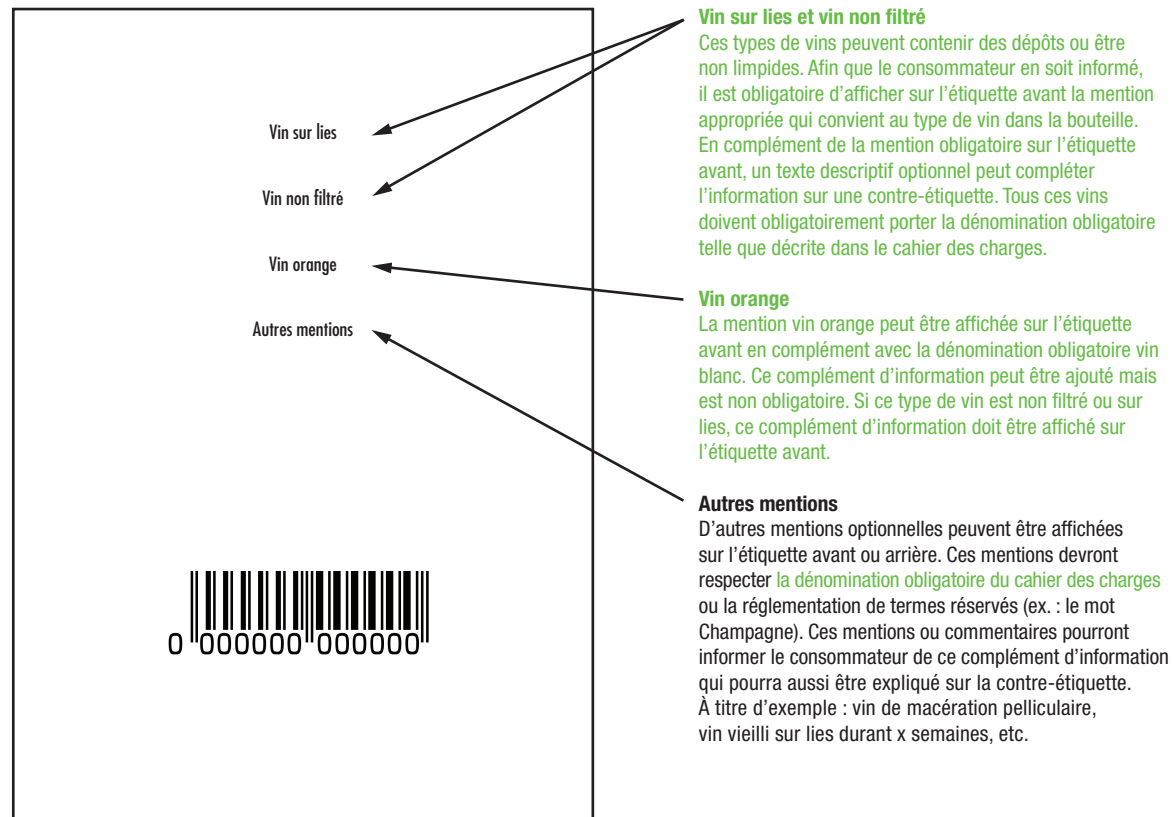 Vin sur lies
Vin non filtré
Vin orange
Autres mentions
0 000000 000000
Vin sur lies et vin non filtré
Ces types de vins peuvent contenir des dépôts ou être
non limpides. Afin que le consommateur en soit informé,
il est obligatoire d’afficher sur l’étiquette avant la mention
appropriée qui convient au type de vin dans la bouteille.
En complément de la mention obligatoire sur l’étiquette
avant, un texte descriptif optionnel peut compléter
l’information sur une contre-étiquette. Tous ces vins
doivent obligatoirement porter la dénomination obligatoire
telle que décrite dans le cahier des charges.
Vin orange
La mention vin orange peut être affichée sur l’étiquette
avant en complément avec la dénomination obligatoire vin
blanc. Ce complément d’information peut être ajouté mais
est non obligatoire. Si ce type de vin est non filtré ou sur
lies, ce complément d’information doit être affiché sur
l’étiquette avant.
Autres mentions
D’autres mentions optionnelles peuvent être affichées
sur l’étiquette avant ou arrière. Ces mentions devront
respecter la dénomination obligatoire du cahier des charges
ou la réglementation de termes réservés (ex. : le mot
Champagne). Ces mentions ou commentaires pourront
informer le consommateur de ce complément d’information
qui pourra aussi être expliqué sur la contre-étiquette.
À titre d’exemple : vin de macération pelliculaire,
vin vieilli sur lies durant x semaines, etc.